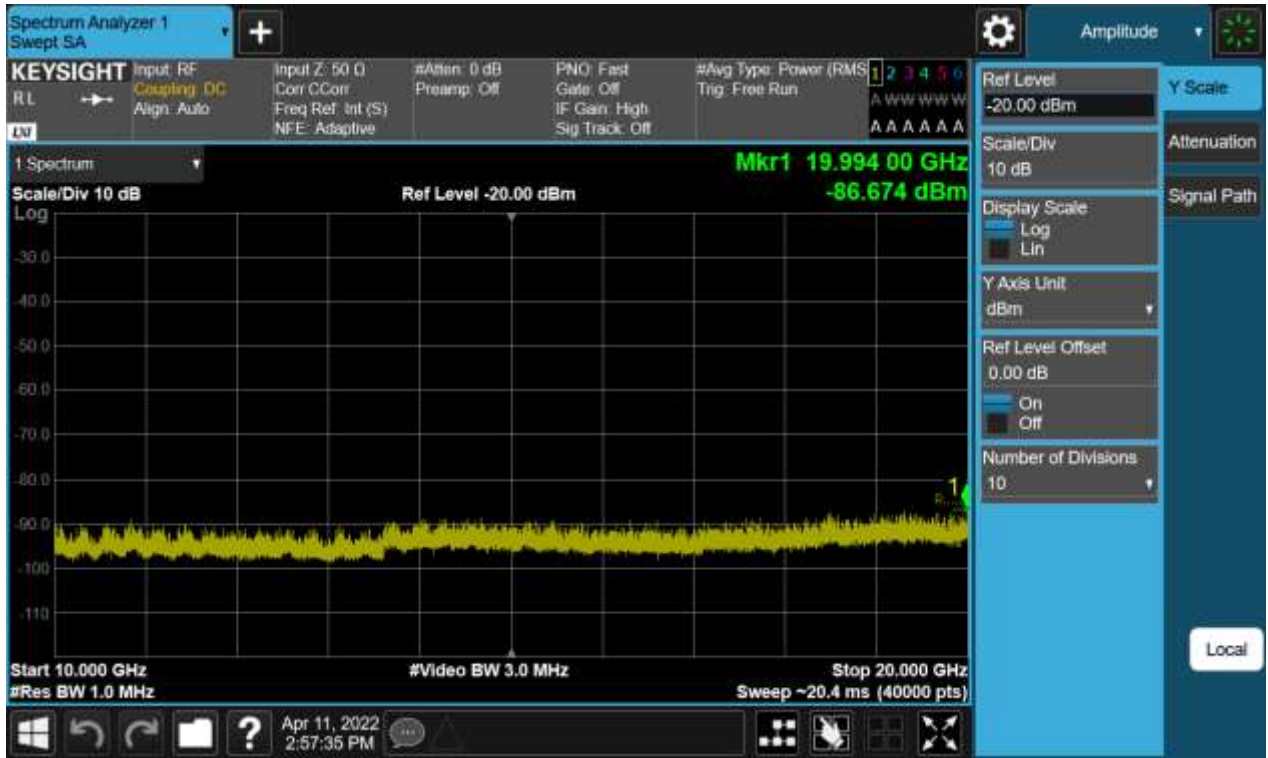 Spectrum Analyzer 1
Swept SA
+
Amplitude
KEYSIGHT
RL
LXI
Input: RF
Coupling: DC
Align: Auto
Input Z: 50 Ω
Corr CCorr
Freq Ref: Int (S)
NFE: Adaptive
#Atten: 0 dB
Preamp: Off
PNO: Fast
Gate: Off
IF Gain: High
Sig Track: Off
#Avg Type: Power (RMS
Trig: Free Run
1 2 3 4 5 6
A W W W W W
A A A A A A
1 Spectrum
Scale/Div 10 dB
Ref Level -20.00 dBm
Mkr1 19.994 00 GHz
-86.674 dBm
Log
-30.0
-40.0
-50.0
-60.0
-70.0
-80.0
-90.0
-100
-110
1
Start 10.000 GHz
#Video BW 3.0 MHz
Stop 20.000 GHz
#Res BW 1.0 MHz
Sweep ~20.4 ms (40000 pts)
?
Apr 11, 2022
2:57:35 PM
Ref Level
-20.00 dBm
Scale/Div
10 dB
Display Scale
Log
Lin
Y Axis Unit
dBm
Ref Level Offset
0.00 dB
On
Off
Number of Divisions
10
Y Scale
Attenuation
Signal Path
Local